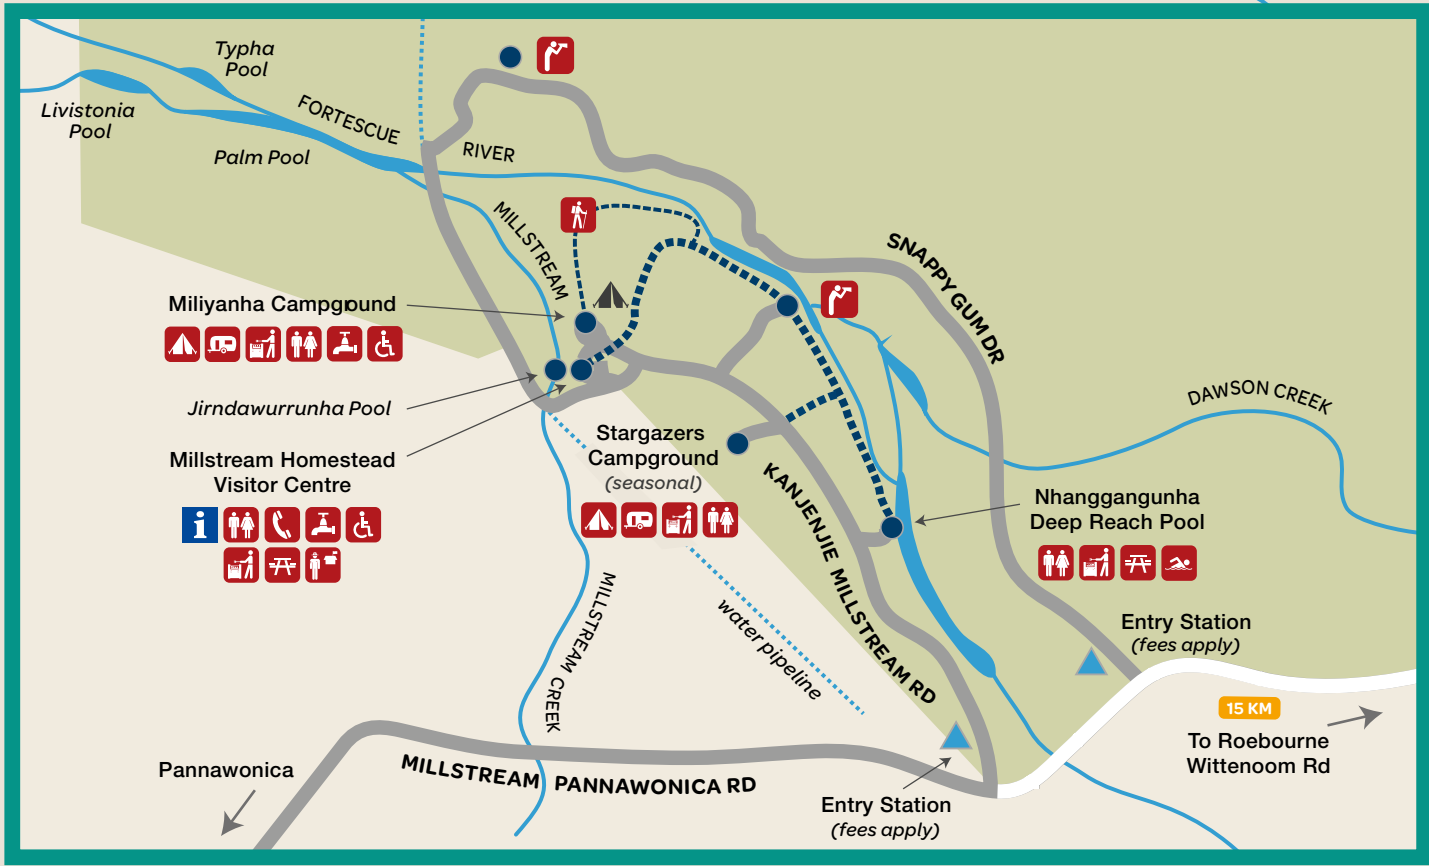 Typha
Pool
Livistonia
Pool
Palm Pool
FORTESCUE
RIVER
MILLSTREAM
SNAPPY GUM DR
Miliyanha Campground
DAWSON CREEK
Jirndawurrunha Pool
Millstream Homestead
Visitor Centre
i
Stargazers
Campground
(seasonal)
KANJENJIE MILLSTREAM RD
Nhanggangunha
Deep Reach Pool
MILLSTREAM CREEK
water pipeline
Entry Station
(fees apply)
15 KM
To Roebourne
Wittenoom Rd
Pannawonica
MILLSTREAM PANNAWONICA RD
Entry Station
(fees apply)